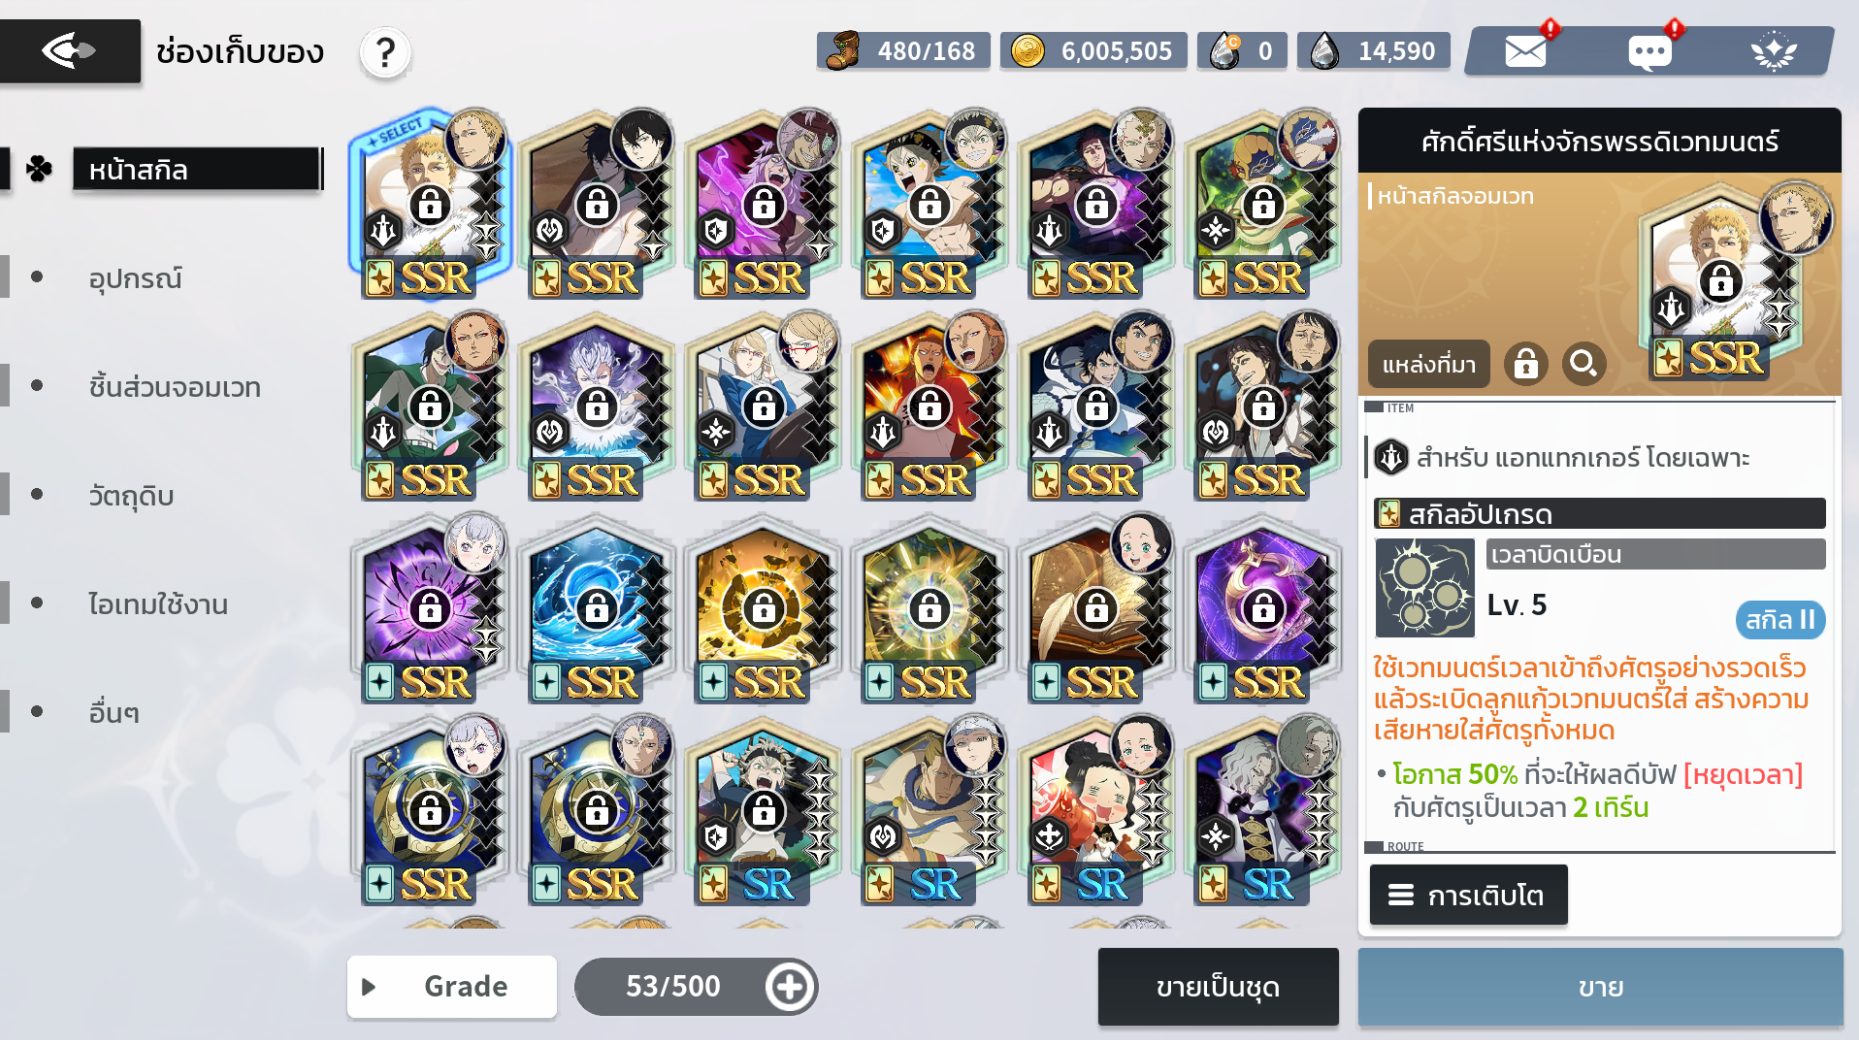 ช่องเก็บของ
?
480/168
6,005,505
0
14,590
หน้าสกิล
อุปกรณ์
ชิ้นส่วนจอมเวท
วัตถุดิบ
ไอเทมใช้งาน
อื่นๆ
+ SELECT
SSR SSR SSR SSR SSR SSR
SSR SSR SSR SSR SSR SSR
SSR SSR SSR SSR SSR SSR
SSR SSR SR SR SR SR
Grade
53/500
ขายเป็นชุด
ศักดิ์ศรีแห่งจักรพรรดิเวทมนตร์
หน้าสกิลจอมเวท
แหล่งที่มา
SSR
ITEM
สำหรับ แอทแทกเกอร์ โดยเฉพาะ
สกิลอัปเกรด
เวลาบิดเบือน
Lv. 5
สกิล II
ใช้เวทมนตร์เวลาเข้าถึงศัตรูอย่างรวดเร็ว
แล้วระเบิดลูกแก้วเวทมนตร์ใส่ สร้างความ
เสียหายใส่ศัตรูทั้งหมด
• โอกาส 50% ที่จะให้ผลดีบัฟ [หยุดเวลา]
กับศัตรูเป็นเวลา 2 เทิร์น
ROUTE
การเติบโต
ขาย